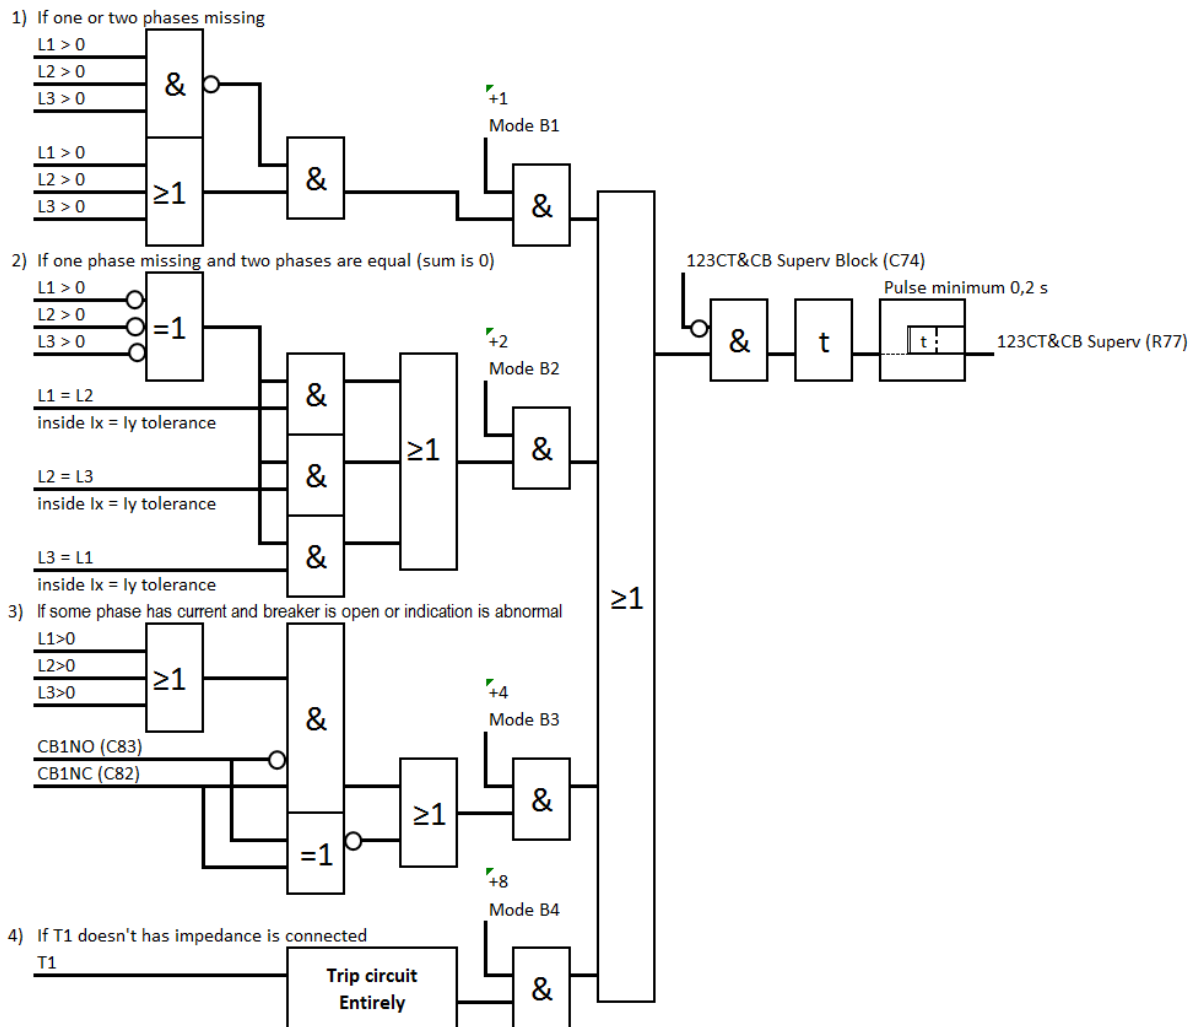 1) If one or two phases missing
L1 > 0
L2 > 0
L3 > 0
&
L1 > 0
L2 > 0
L3 > 0
≥1
&
+1
Mode B1
&
2) If one phase missing and two phases are equal (sum is 0)
L1 > 0
L2 > 0
L3 > 0
=1
L1 = L2
inside Ix = Iy tolerance
&
L2 = L3
inside Ix = Iy tolerance
&
L3 = L1
inside Ix = Iy tolerance
&
≥1
+2
Mode B2
&
3) If some phase has current and breaker is open or indication is abnormal
L1>0
L2>0
L3>0
≥1
&
CB1NO (C83)
CB1NC (C82)
=1
≥1
+4
Mode B3
&
4) If T1 doesn't has impedance is connected
T1
Trip circuit
Entirely
+8
Mode B4
&
≥1
123CT&CB Superv Block (C74)
&
t
Pulse minimum 0,2 s
t
123CT&CB Superv (R77)